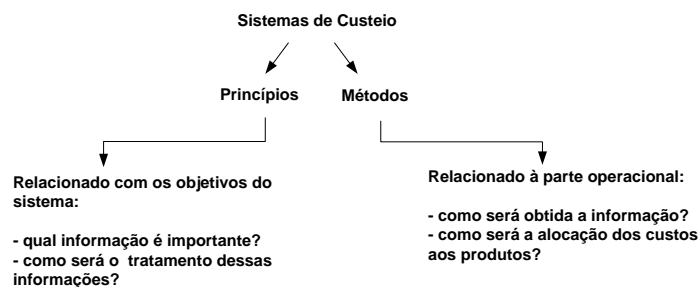 Sistemas de Custeio
Princípios
Métodos
Relacionado com os objetivos do
sistema:
- qual informação é importante?
- como será o tratamento dessas
informações?
Relacionado à parte operacional:
- como será obtida a informação?
- como será a alocação dos custos
aos produtos?